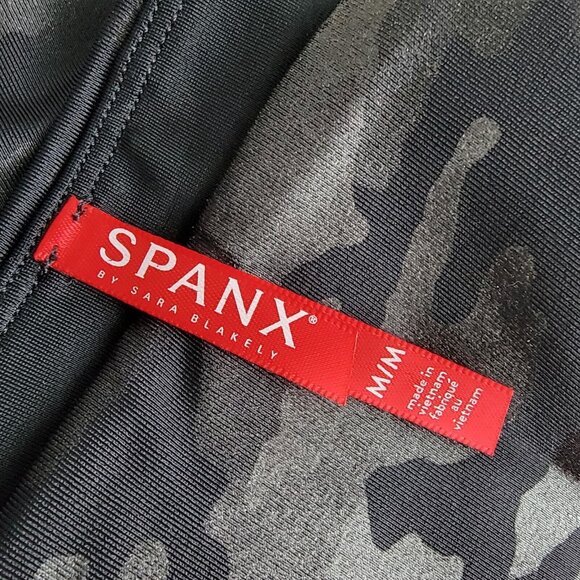 SPANX®
BY SARA BLAKELY
M/M
made in
vietnam
fabriqué
au
vietnam